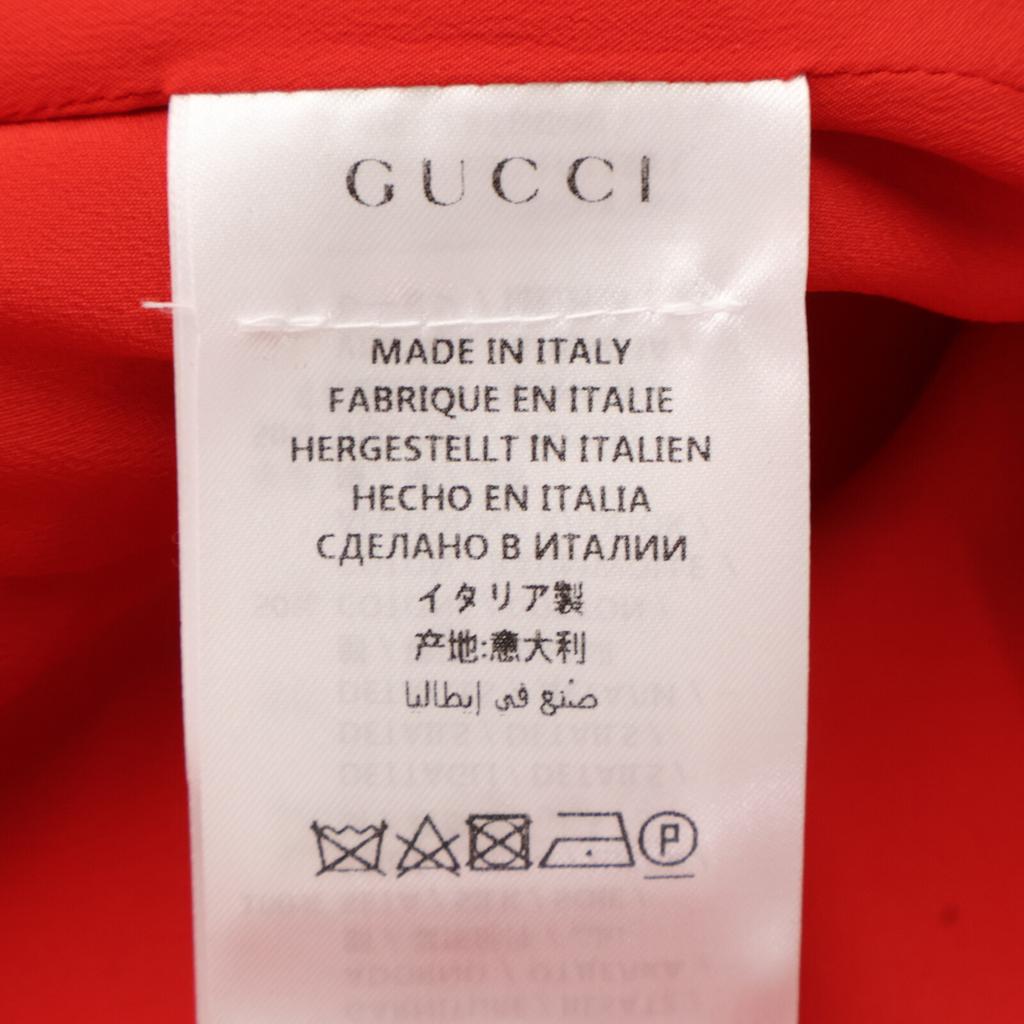 GUCCI
MADE IN ITALY
FABRIQUE EN ITALIE
HERGESTELLT IN ITALIEN
HECHO EN ITALIA
СДЕЛАНО В ИТАЛИИ
イタリア製
产地:意大利
صُنع في إيطاليا
P